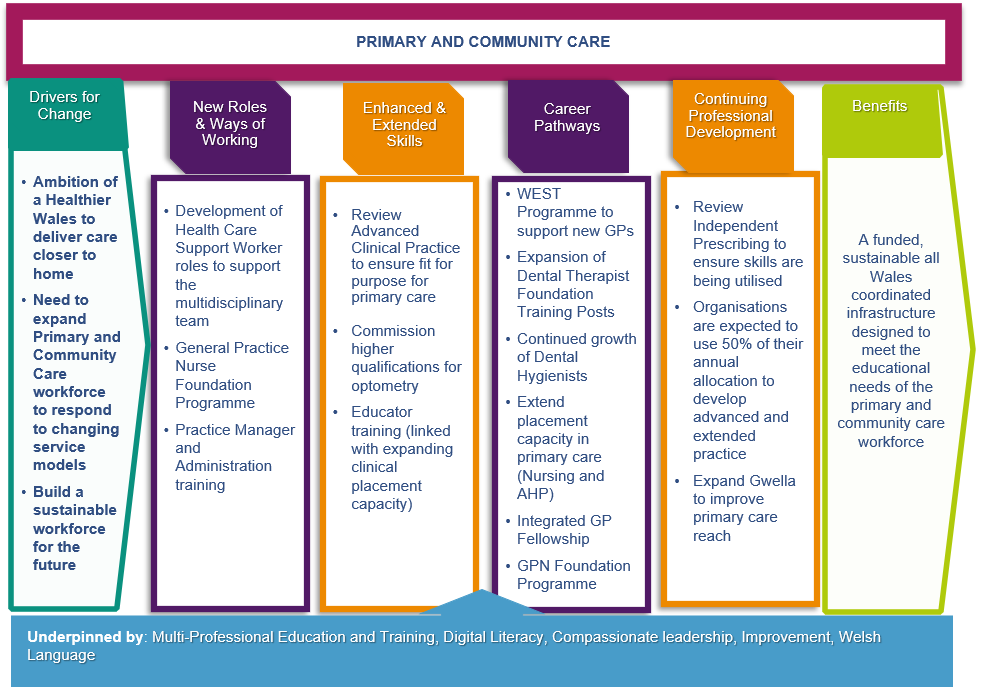 PRIMARY AND COMMUNITY CARE
Drivers for
Change
• Ambition of
a Healthier
Wales to
deliver care
closer to
home
• Need to
expand
Primary and
Community
Care
workforce
to respond
to changing
service
models
• Build a
sustainable
workforce
for the
future
New Roles
& Ways of
Working
• Development of
Health Care
Support Worker
roles to support
the
multidisciplinary
team
• General Practice
Nurse
Foundation
Programme
• Practice Manager
and
Administration
training
Enhanced &
Extended
Skills
• Review
Advanced
Clinical Practice
to ensure fit for
purpose for
primary care
• Commission
higher
qualifications for
optometry
• Educator
training (linked
with expanding
clinical
placement
capacity)
Career
Pathways
• WEST
Programme to
support new GPs
• Expansion of
Dental Therapist
Foundation
Training Posts
• Continued growth
of Dental
Hygienists
• Extend
placement
capacity in
primary care
(Nursing and
AHP)
• Integrated GP
Fellowship
• GPN Foundation
Programme
Continuing
Professional
Development
• Review
Independent
Prescribing to
ensure skills are
being utilised
• Organisations
are expected to
use 50% of their
annual
allocation to
develop
advanced and
extended
practice
• Expand Gwella
to improve
primary care
reach
Benefits
A funded,
sustainable all
Wales
coordinated
infrastructure
designed to
meet the
educational
needs of the
primary and
community care
workforce
Underpinned by: Multi-Professional Education and Training, Digital Literacy, Compassionate leadership, Improvement, Welsh
Language